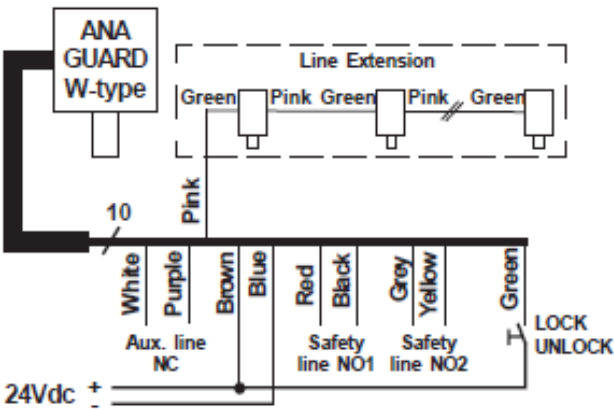 ANA
GUARD
W-type
Line Extension
Green Pink Green Pink Green
10
Pink
White
Purple
Brown
Blue
Red
Black
Grey
Yellow
Green
Aux. line
NC
Safety
line NO1
Safety
line NO2
LOCK
UNLOCK
24Vdc + -